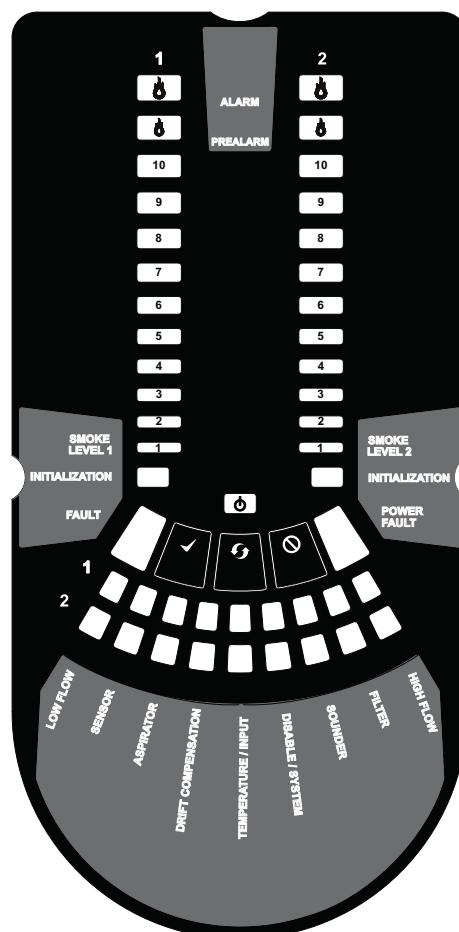 1 2
ALARM
PREALARM
10 10
9 9
8 8
7 7
6 6
5 5
4 4
3 3
2 2
1 1
SMOKE
LEVEL 1
INITIALIZATION
FAULT
SMOKE
LEVEL 2
INITIALIZATION
POWER
FAULT
1
2
LOW FLOW
SENSOR
ASPIRATOR
DRIFT COMPENSATION
TEMPERATURE / INPUT
DISABLE / SYSTEM
SOUNDER
FILTER
HIGH FLOW